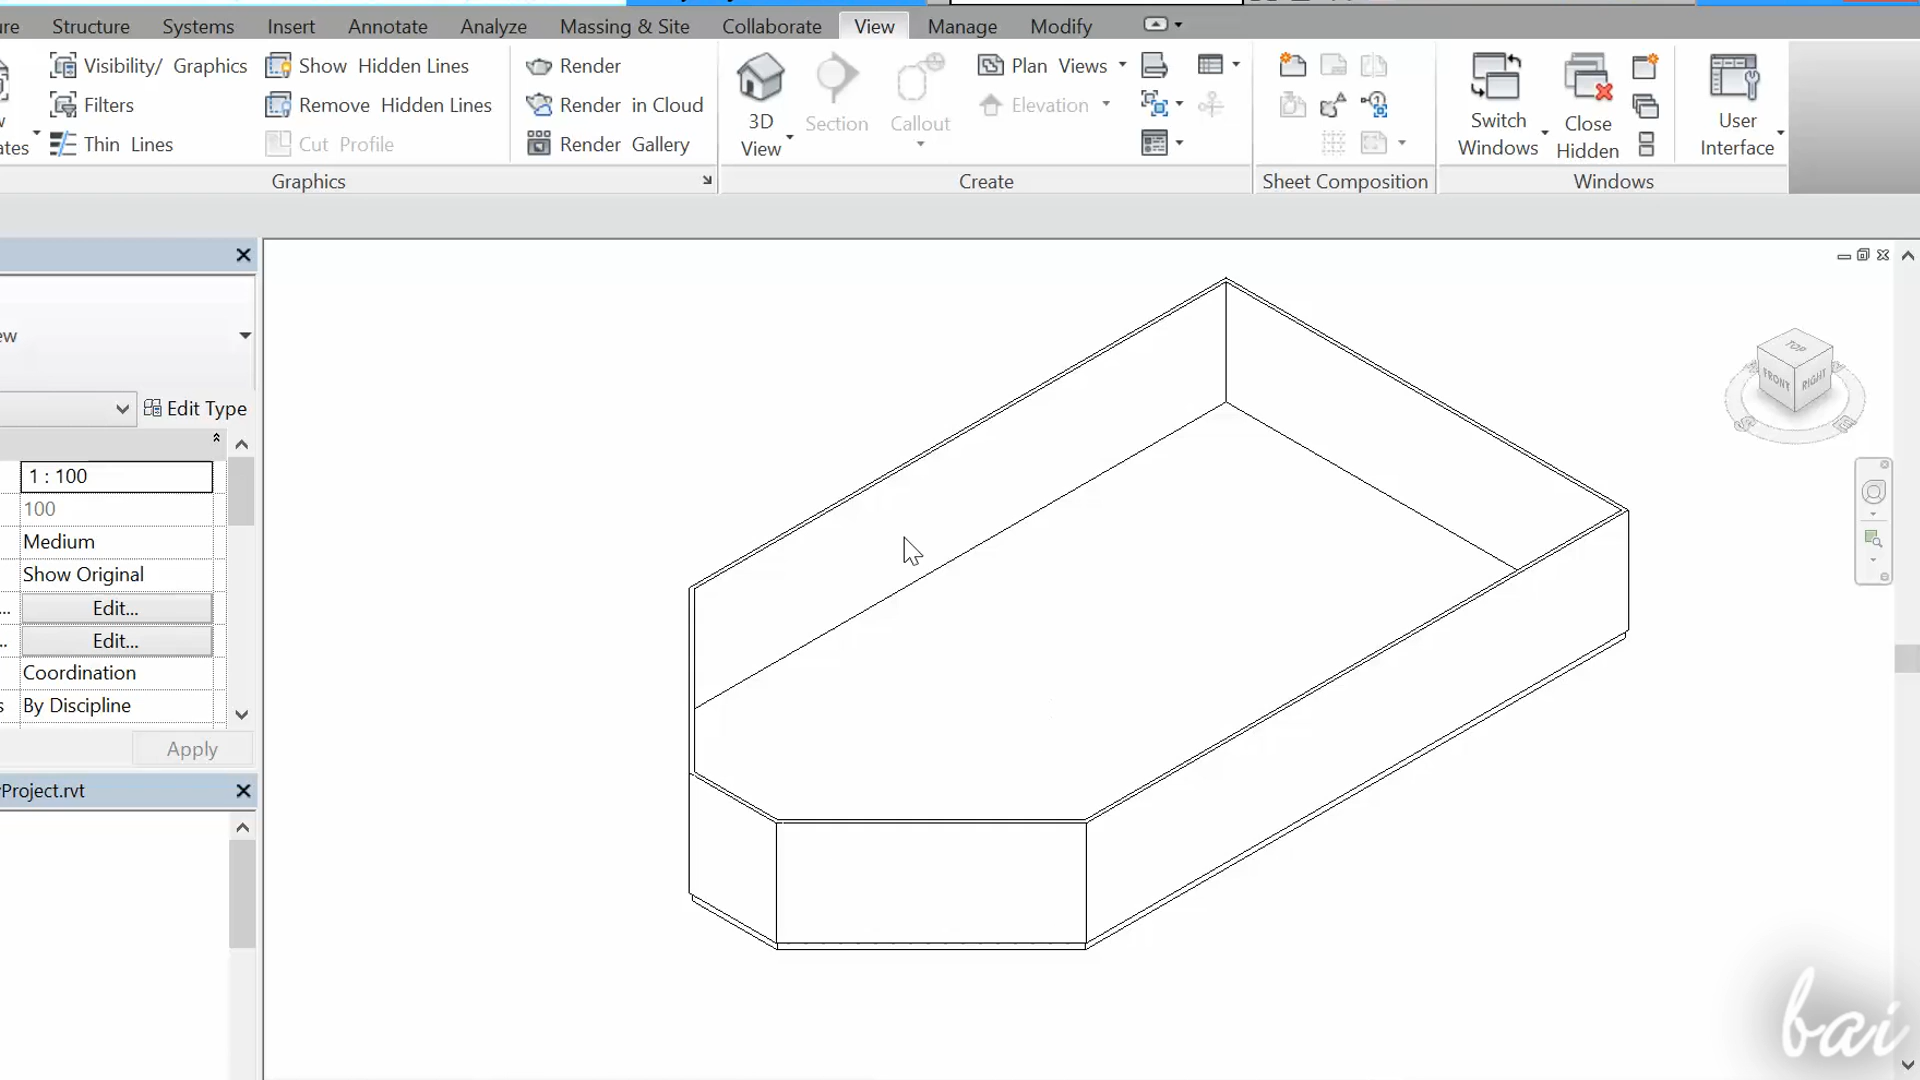 Structure Systems Insert Annotate Analyze Massing & Site Collaborate View Manage Modify
Visibility/ Graphics
Filters
Thin Lines
Show Hidden Lines
Remove Hidden Lines
Cut Profile
Graphics
Render
Render in Cloud
Render Gallery
3D
View
Section
Callout
Plan Views
Elevation
Create
Sheet Composition
Switch
Windows
Close
Hidden
Windows
User
Interface
Edit Type
1 : 100
100
Medium
Show Original
Edit...
Edit...
Coordination
By Discipline
Apply
Project.rvt
TOP
FRONT
RIGHT
bai